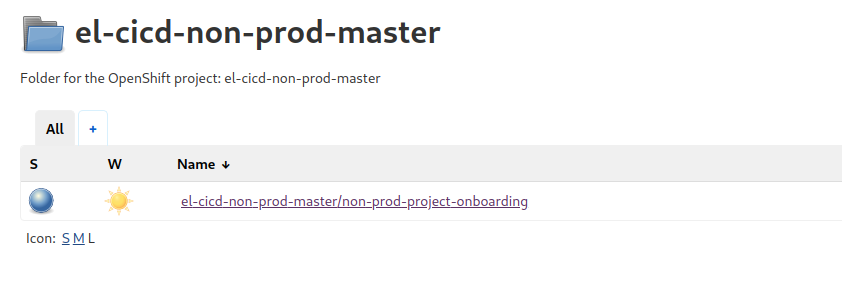 el-cicd-non-prod-master
Folder for the OpenShift project: el-cicd-non-prod-master
All +
S W Name ↓
el-cicd-non-prod-master/non-prod-project-onboarding
Icon: S M L